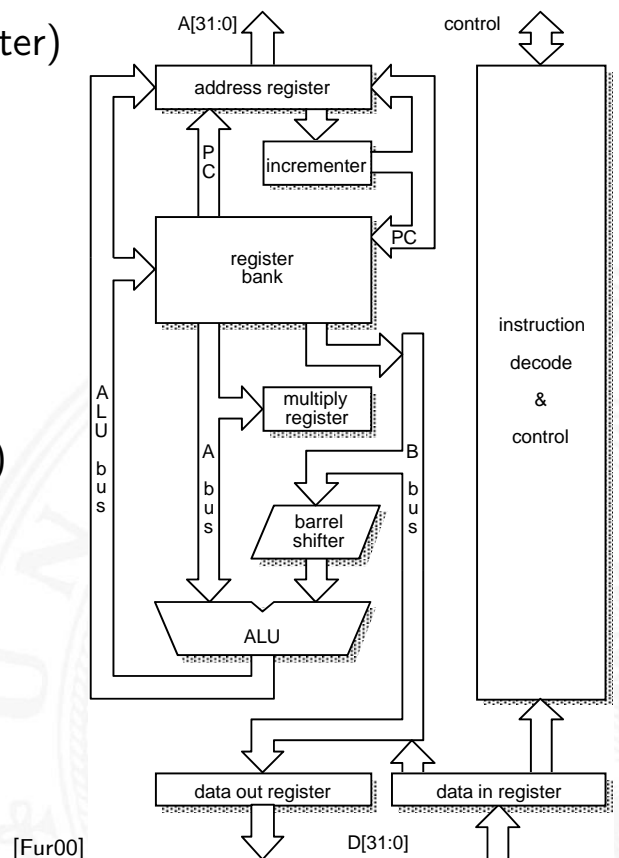 A[31:0]
control
ter)
address register
P
C
incrementer
PC
register
bank
instruction
decode
&
control
multiply
register
A
L
U
b
u
s
A
b
u
s
B
b
u
s
)
barrel
shifter
ALU
data out register
data in register
[Fur00]
D[31:0]